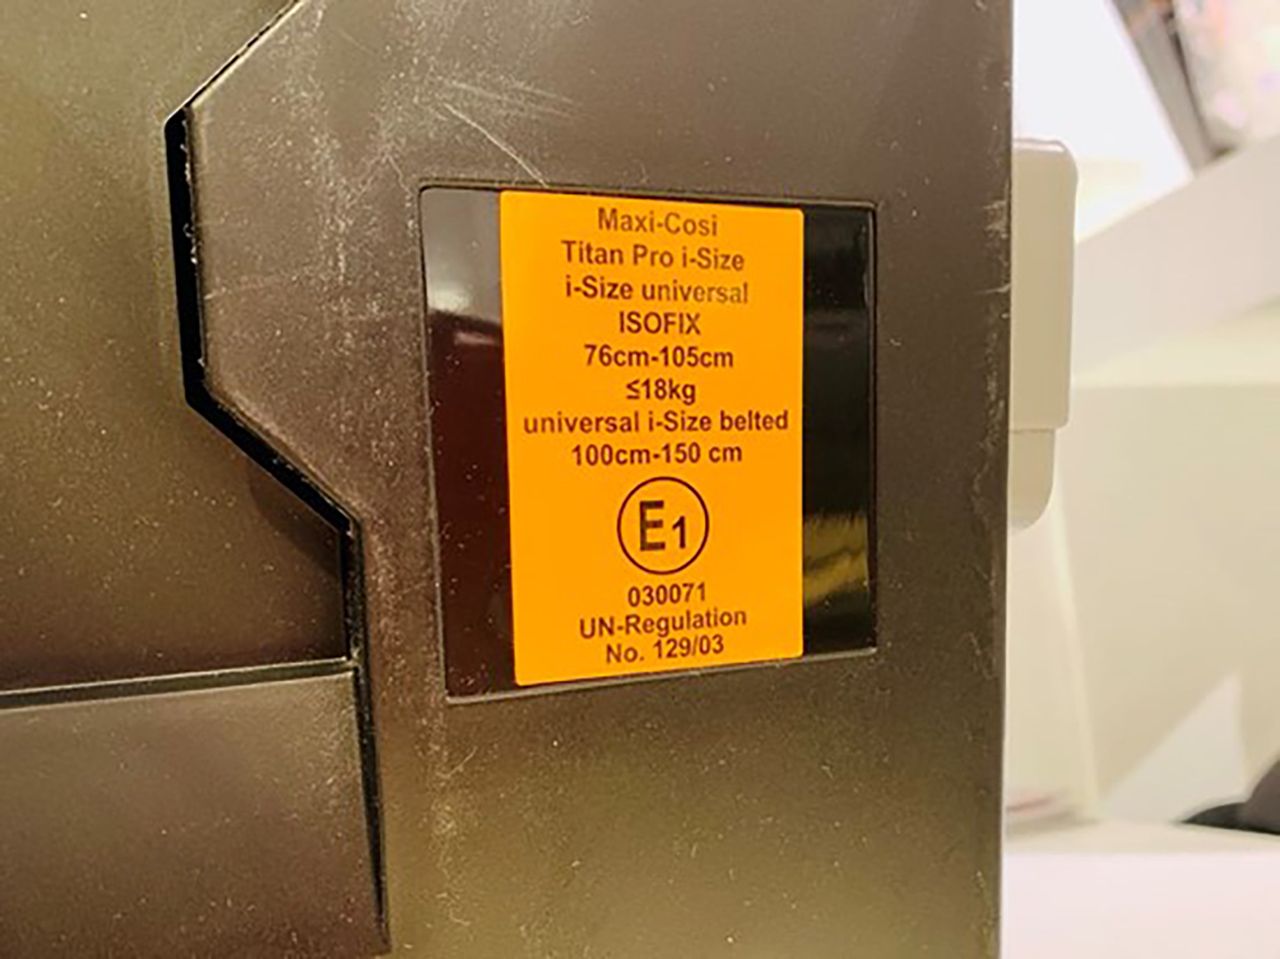 Maxi-Cosi
Titan Pro i-Size
i-Size universal
ISOFIX
76cm-105cm
≤18kg
universal i-Size belted
100cm-150 cm
E1
030071
UN-Regulation
No. 129/03